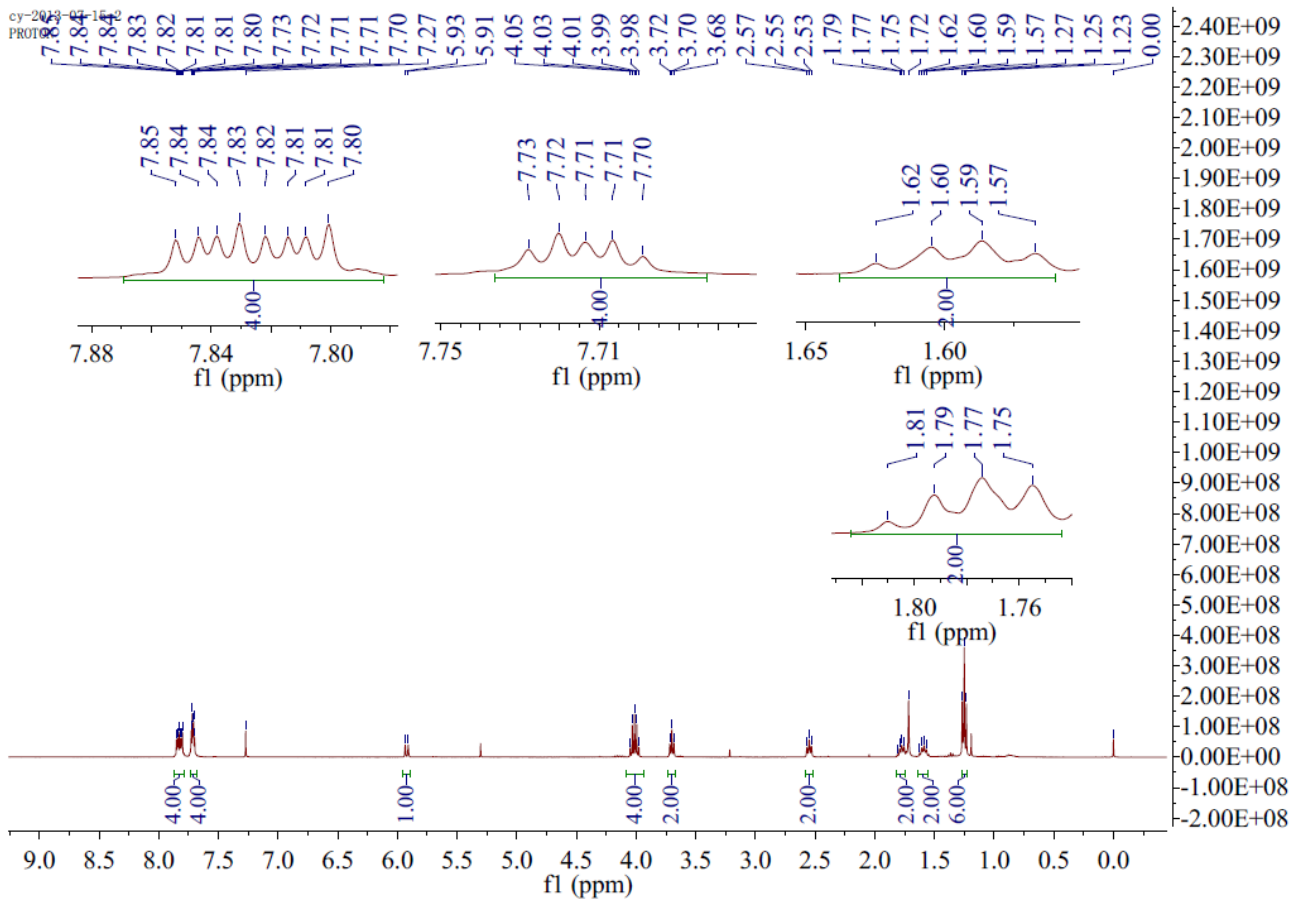 cy-2013-07-15-2
PROTON
7.85 7.84 7.84 7.83 7.82 7.81 7.81 7.80 7.73 7.72 7.71 7.71 7.70 7.27 5.93 5.91 4.05 4.03 4.01 3.99 3.98 3.72 3.70 3.68 2.57 2.55 2.53 1.79 1.77 1.75 1.72 1.62 1.60 1.59 1.57 1.27 1.25 1.23 0.00
7.85 7.84 7.84 7.83 7.82 7.81 7.81 7.80
4.00
7.88 7.84 7.80
f1 (ppm)
7.73 7.72 7.71 7.71 7.70
4.00
7.75 7.71
f1 (ppm)
1.62 1.60 1.59 1.57
2.00
1.65 1.60
f1 (ppm)
1.81 1.79 1.77 1.75
2.00
1.80 1.76
f1 (ppm)
2.40E+09
2.30E+09
2.20E+09
2.10E+09
2.00E+09
1.90E+09
1.80E+09
1.70E+09
1.60E+09
1.50E+09
1.40E+09
1.30E+09
1.20E+09
1.10E+09
1.00E+09
9.00E+08
8.00E+08
7.00E+08
6.00E+08
5.00E+08
4.00E+08
3.00E+08
2.00E+08
1.00E+08
0.00E+00
-1.00E+08
-2.00E+08
4.00 4.00 1.00 4.00 2.00 2.00 2.00 2.00 6.00
9.0 8.5 8.0 7.5 7.0 6.5 6.0 5.5 5.0 4.5 4.0 3.5 3.0 2.5 2.0 1.5 1.0 0.5 0.0
f1 (ppm)